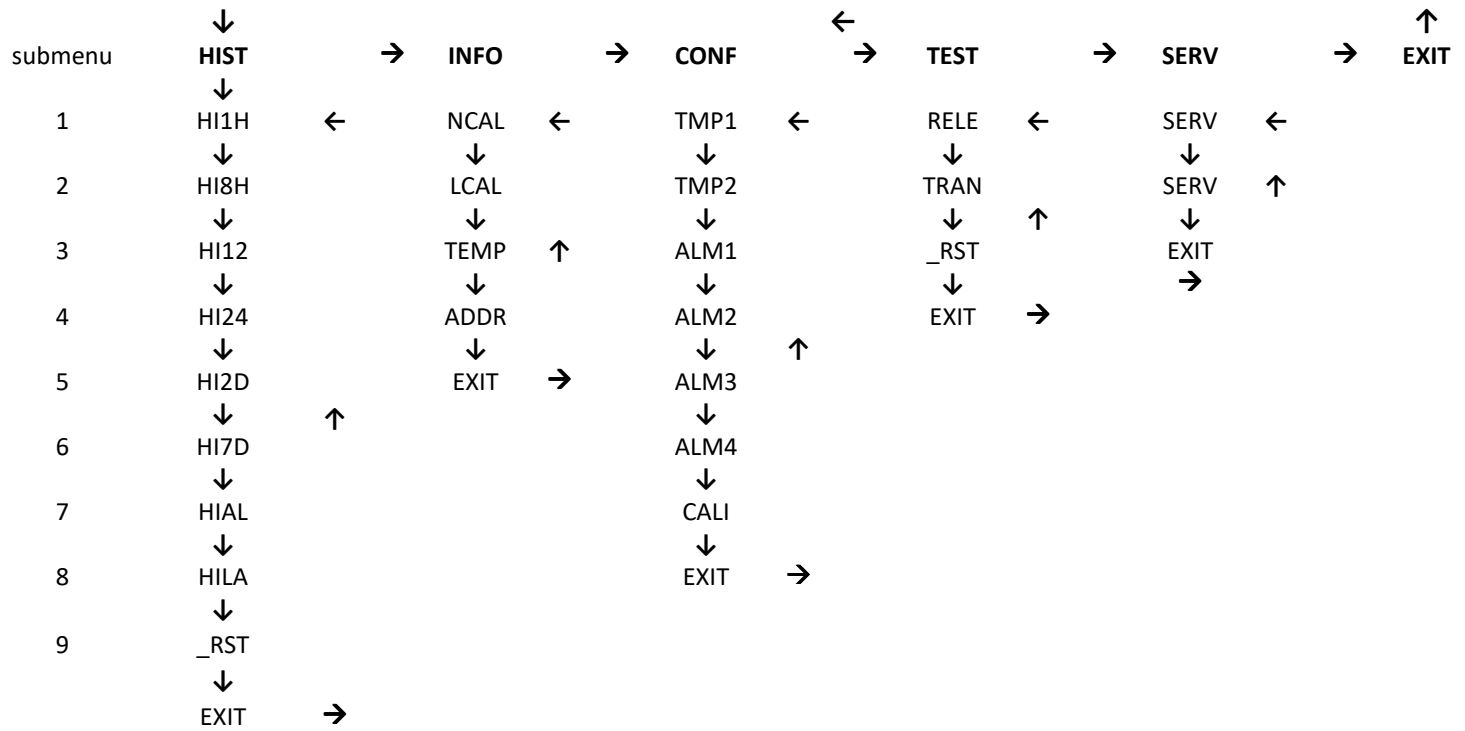 ↓ ← ↑
submenu HIST → INFO → CONF → TEST → SERV → EXIT
↓
1 HI1H ← NCAL ← TMP1 ← RELE ← SERV ←
↓ ↓ ↓ ↓ ↓
2 HI8H LCAL TMP2 TRAN SERV ↑
↓ ↓ ↓ ↓ ↑ ↓
3 HI12 TEMP ↑ ALM1 _RST EXIT
↓ ↓ ↓ ↓ →
4 HI24 ADDR ALM2 EXIT →
↓ ↓ ↓ ↑
5 HI2D EXIT → ALM3
↓ ↑ ↓
6 HI7D ALM4
↓ ↓
7 HIAL CALI
↓ ↓
8 HILA EXIT →
↓
9 _RST
↓
EXIT →